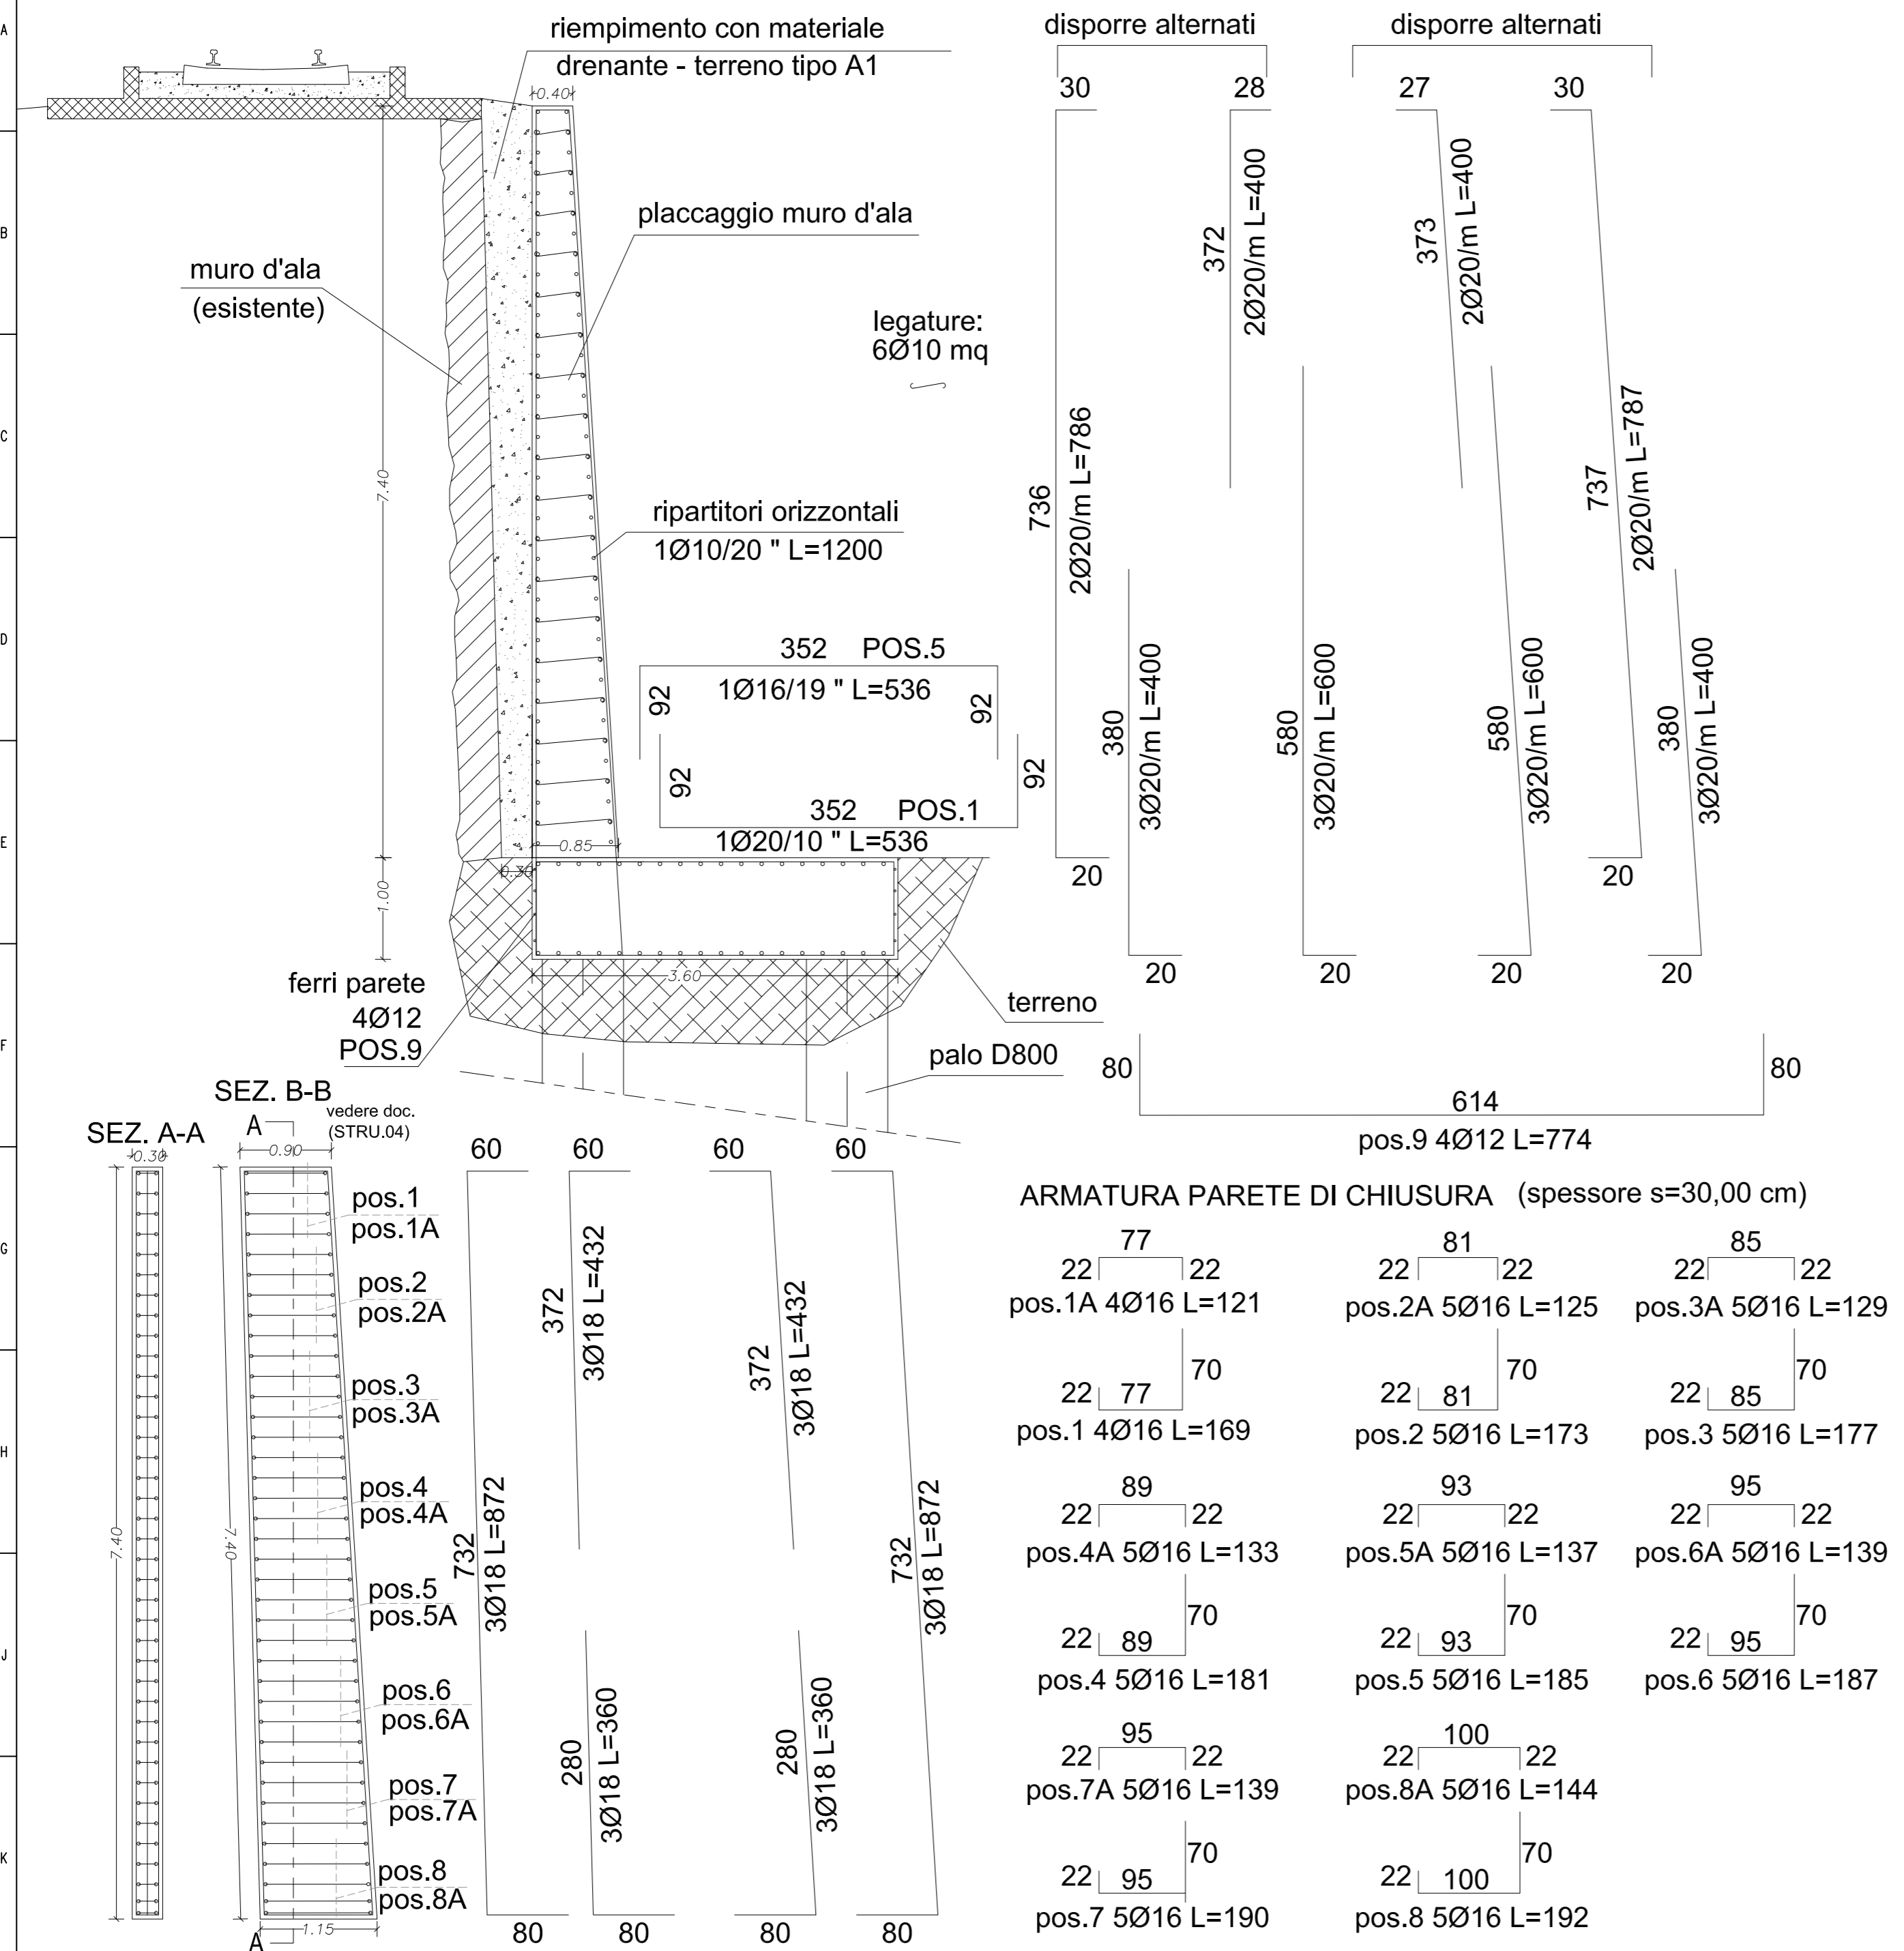 A
B
C
D
E
F
G
H
J
K
riempimento con materiale
drenante - terreno tipo A1
0.40
placcaggio muro d'ala
muro d'ala
(esistente)
legature:
6Ø10 mq
7.40
ripartitori orizzontali
1Ø10/20 " L=1200
352 POS.5
1Ø16/19 " L=536
92
92
92
92
352 POS.1
1Ø20/10 " L=536
0.85
0.30
1.00
3.60
ferri parete
4Ø12
POS.9
terreno
palo D800
disporre alternati
30
28
736
2Ø20/m L=786
372
2Ø20/m L=400
380
3Ø20/m L=400
580
3Ø20/m L=600
20
20
20
disporre alternati
27
30
373
2Ø20/m L=400
737
2Ø20/m L=787
580
3Ø20/m L=600
380
3Ø20/m L=400
20
20
20
80
80
614
pos.9 4Ø12 L=774
SEZ. A-A
0.30
7.40
SEZ. B-B
vedere doc.
(STRU.04)
A
0.90
7.40
pos.1
pos.1A
pos.2
pos.2A
pos.3
pos.3A
pos.4
pos.4A
pos.5
pos.5A
pos.6
pos.6A
pos.7
pos.7A
pos.8
pos.8A
1.15
A
60
60
60
60
732
3Ø18 L=872
372
3Ø18 L=432
372
3Ø18 L=432
732
3Ø18 L=872
280
3Ø18 L=360
280
3Ø18 L=360
80
80
80
80
ARMATURA PARETE DI CHIUSURA (spessore s=30,00 cm)
77
22 22
pos.1A 4Ø16 L=121
81
22 22
pos.2A 5Ø16 L=125
85
22 22
pos.3A 5Ø16 L=129
70
22 77
pos.1 4Ø16 L=169
70
22 81
pos.2 5Ø16 L=173
70
22 85
pos.3 5Ø16 L=177
89
22 22
pos.4A 5Ø16 L=133
93
22 22
pos.5A 5Ø16 L=137
95
22 22
pos.6A 5Ø16 L=139
70
22 89
pos.4 5Ø16 L=181
70
22 93
pos.5 5Ø16 L=185
70
22 95
pos.6 5Ø16 L=187
95
22 22
pos.7A 5Ø16 L=139
100
22 22
pos.8A 5Ø16 L=144
70
22 95
pos.7 5Ø16 L=190
70
22 100
pos.8 5Ø16 L=192